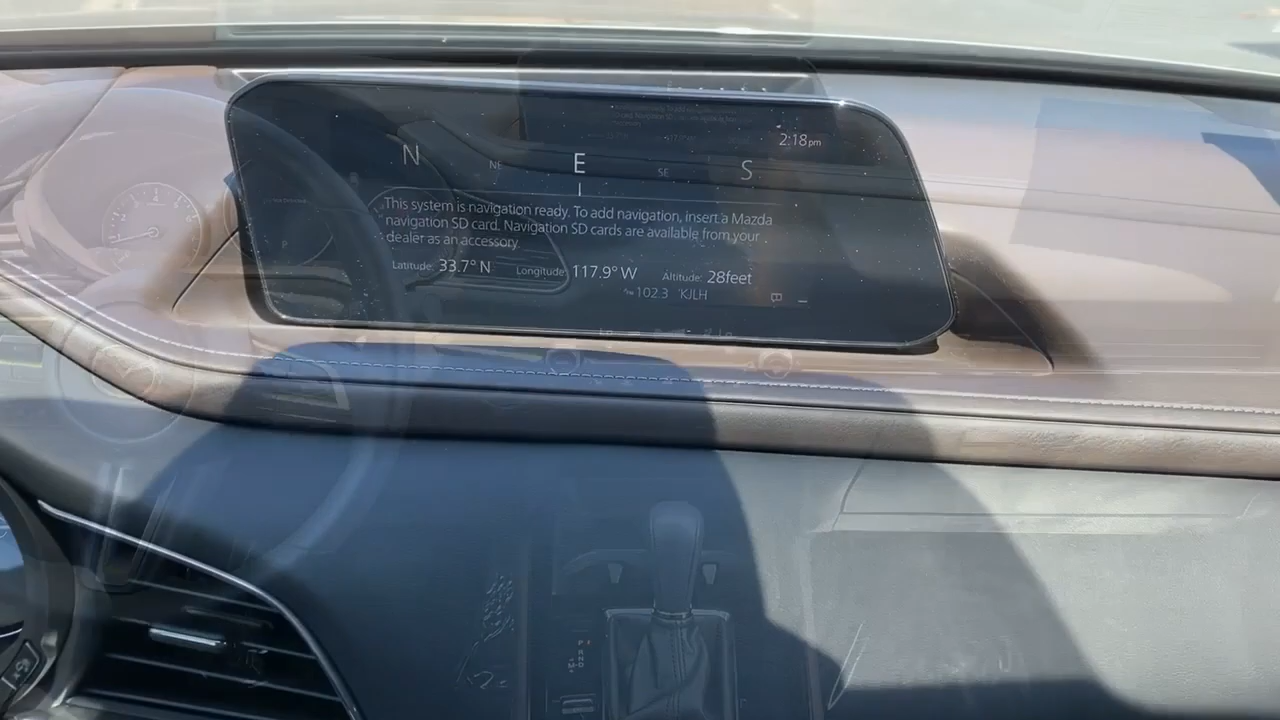 2:18 pm
N NE E SE S
This system is navigation ready. To add navigation, insert a Mazda
navigation SD card. Navigation SD cards are available from your
dealer as an accessory.
Latitude: 33.7° N Longitude: 117.9° W Altitude: 28feet
102.3 KJLH